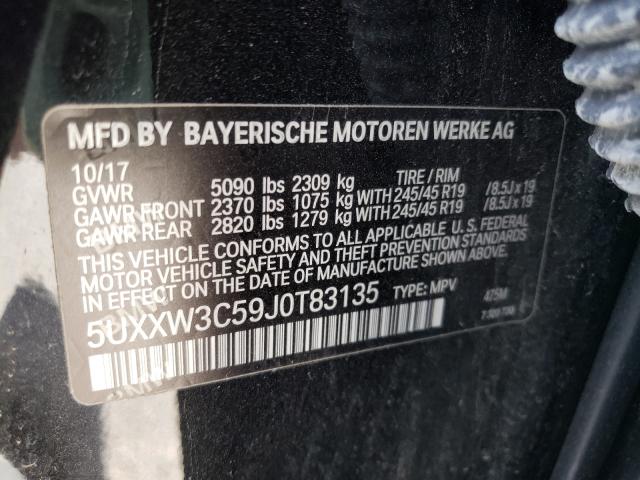 MFD BY BAYERISCHE MOTOREN WERKE AG
10/17 TIRE / RIM
GVWR 5090 lbs 2309 kg
GAWR FRONT 2370 lbs 1075 kg WITH 245/45 R19 /8.5J x 19
GAWR REAR 2820 lbs 1279 kg WITH 245/45 R19 /8.5J x 19
THIS VEHICLE CONFORMS TO ALL APPLICABLE U. S. FEDERAL
MOTOR VEHICLE SAFETY AND THEFT PREVENTION STANDARDS
IN EFFECT ON THE DATE OF MANUFACTURE SHOWN ABOVE.
5UXXW3C59J0T83135 TYPE: MPV 475M